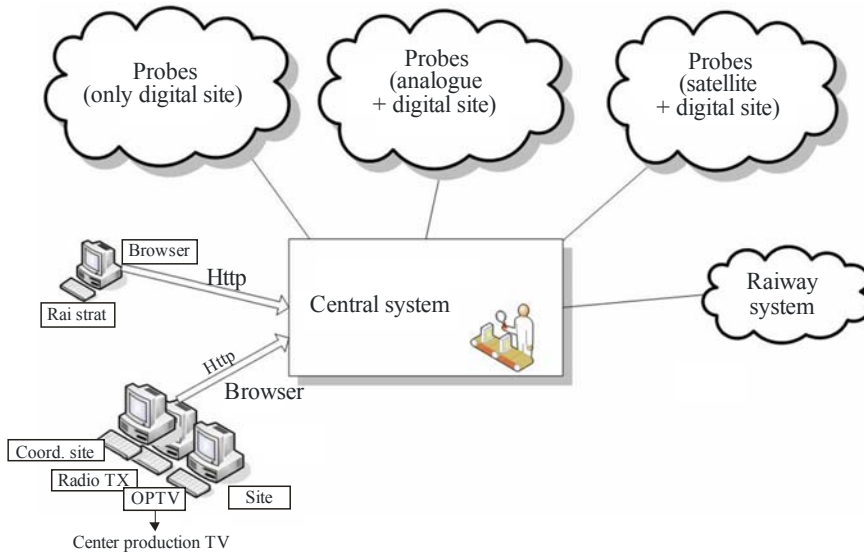 Probes
(only digital site)
Probes
(analogue
+ digital site)
Probes
(satellite
+ digital site)
Browser
Http
Rai strat
Central system
Raiway
system
Http
Browser
Coord. site
Radio TX
OPTV
Site
Center production TV